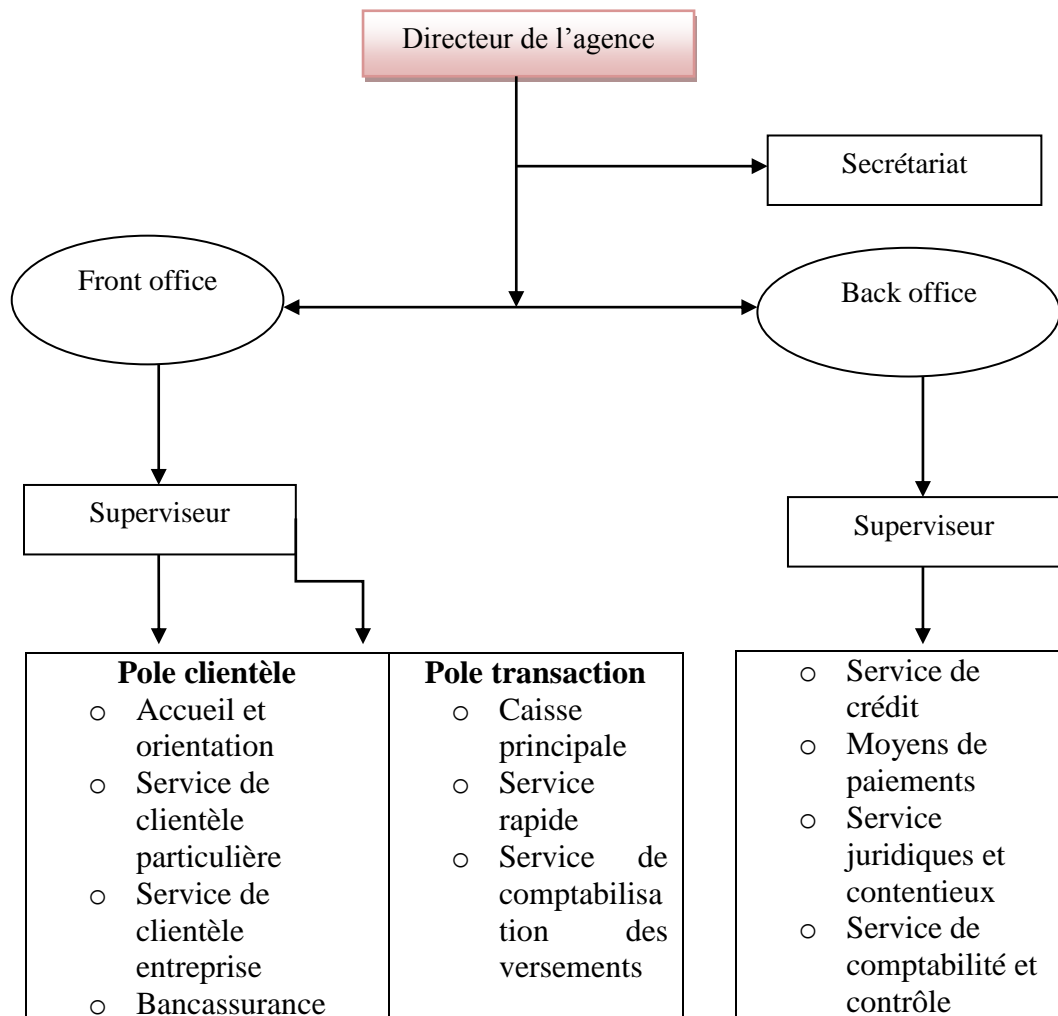 Directeur de l’agence
Secrétariat
Front office
Back office
Superviseur
Superviseur
Pole clientèle
o Accueil et
orientation
o Service de
clientèle
particulière
o Service de
clientèle
entreprise
o Bancassurance
Pole transaction
o Caisse
principale
o Service
rapide
o Service de
comptabilisa
tion des
versements
o Service de
crédit
o Moyens de
paiements
o Service
juridiques et
contentieux
o Service de
comptabilité et
contrôle